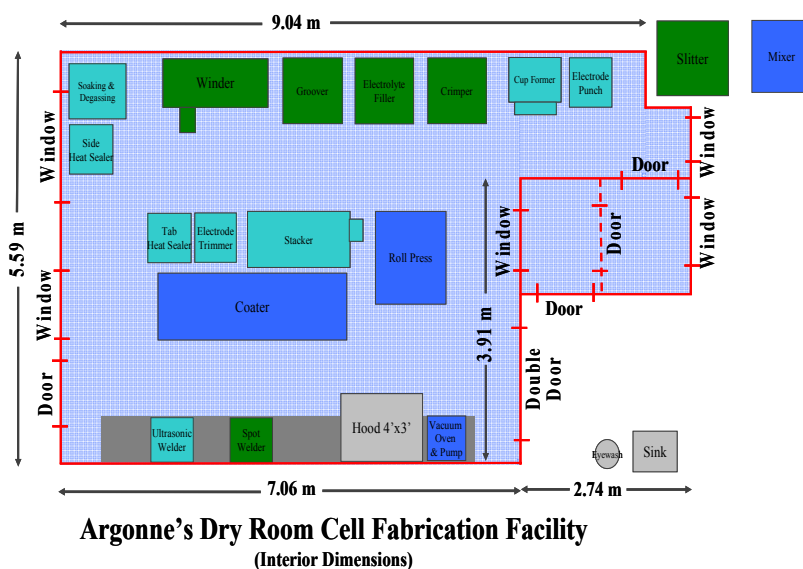 9.04 m
Slitter
Mixer
Soaking &
Degassing
Winder
Groover
Electrolyte
Filler
Crimper
Cup Former
Electrode
Punch
Side
Heat Sealer
Window
Window
Door
5.59 m
Tab
Heat Sealer
Electrode
Trimmer
Stacker
Roll Press
Window
Door
Window
Coater
Window
Door
3.91 m
Double
Door
Door
Ultrasonic
Welder
Spot
Welder
Hood 4'x3'
Vacuum
Oven
& Pump
Eyewash
Sink
7.06 m
2.74 m
Argonne's Dry Room Cell Fabrication Facility
(Interior Dimensions)